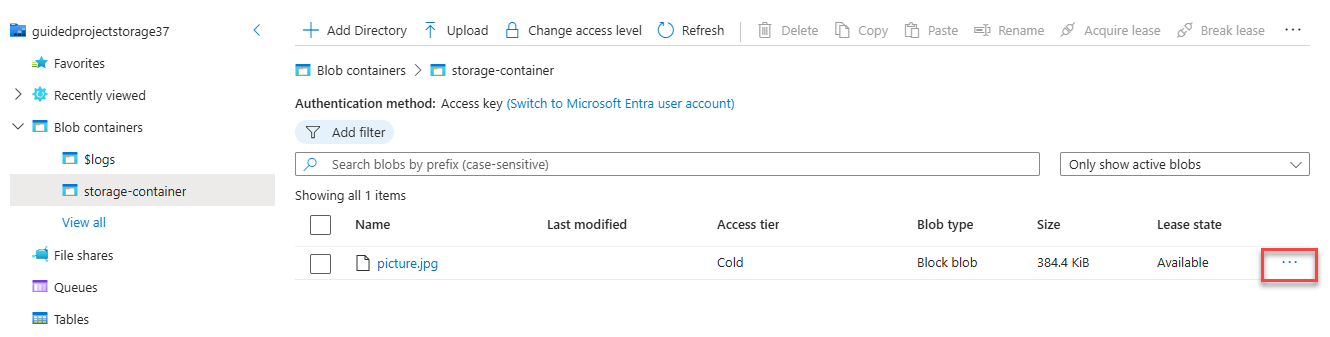 guidedprojectstorage37
Favorites
Recently viewed
Blob containers
$logs
storage-container
View all
File shares
Queues
Tables
Add Directory Upload Change access level Refresh Delete Copy Paste Rename Acquire lease Break lease ...
Blob containers > storage-container
Authentication method: Access key (Switch to Microsoft Entra user account)
Add filter
Search blobs by prefix (case-sensitive) Only show active blobs
Showing all 1 items
Name Last modified Access tier Blob type Size Lease state
picture.jpg Cold Block blob 384.4 KiB Available ...